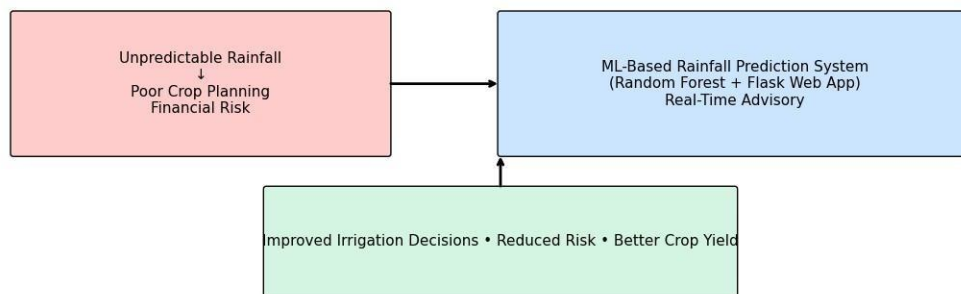 Unpredictable Rainfall
↓
Poor Crop Planning
Financial Risk
ML-Based Rainfall Prediction System
(Random Forest + Flask Web App)
Real-Time Advisory
Improved Irrigation Decisions • Reduced Risk • Better Crop Yield